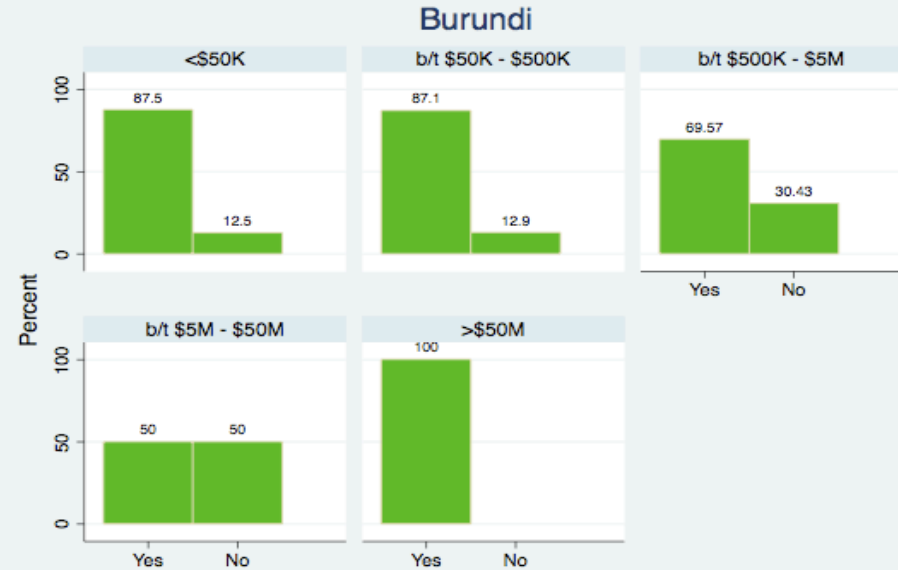 Burundi
<$50K
b/t $50K - $500K
b/t $500K - $5M
100
50
0
87.5
12.5
87.1
12.9
69.57
30.43
Yes No
Percent
b/t $5M - $50M
>$50M
100
50
0
50
50
100
Yes No
Yes No